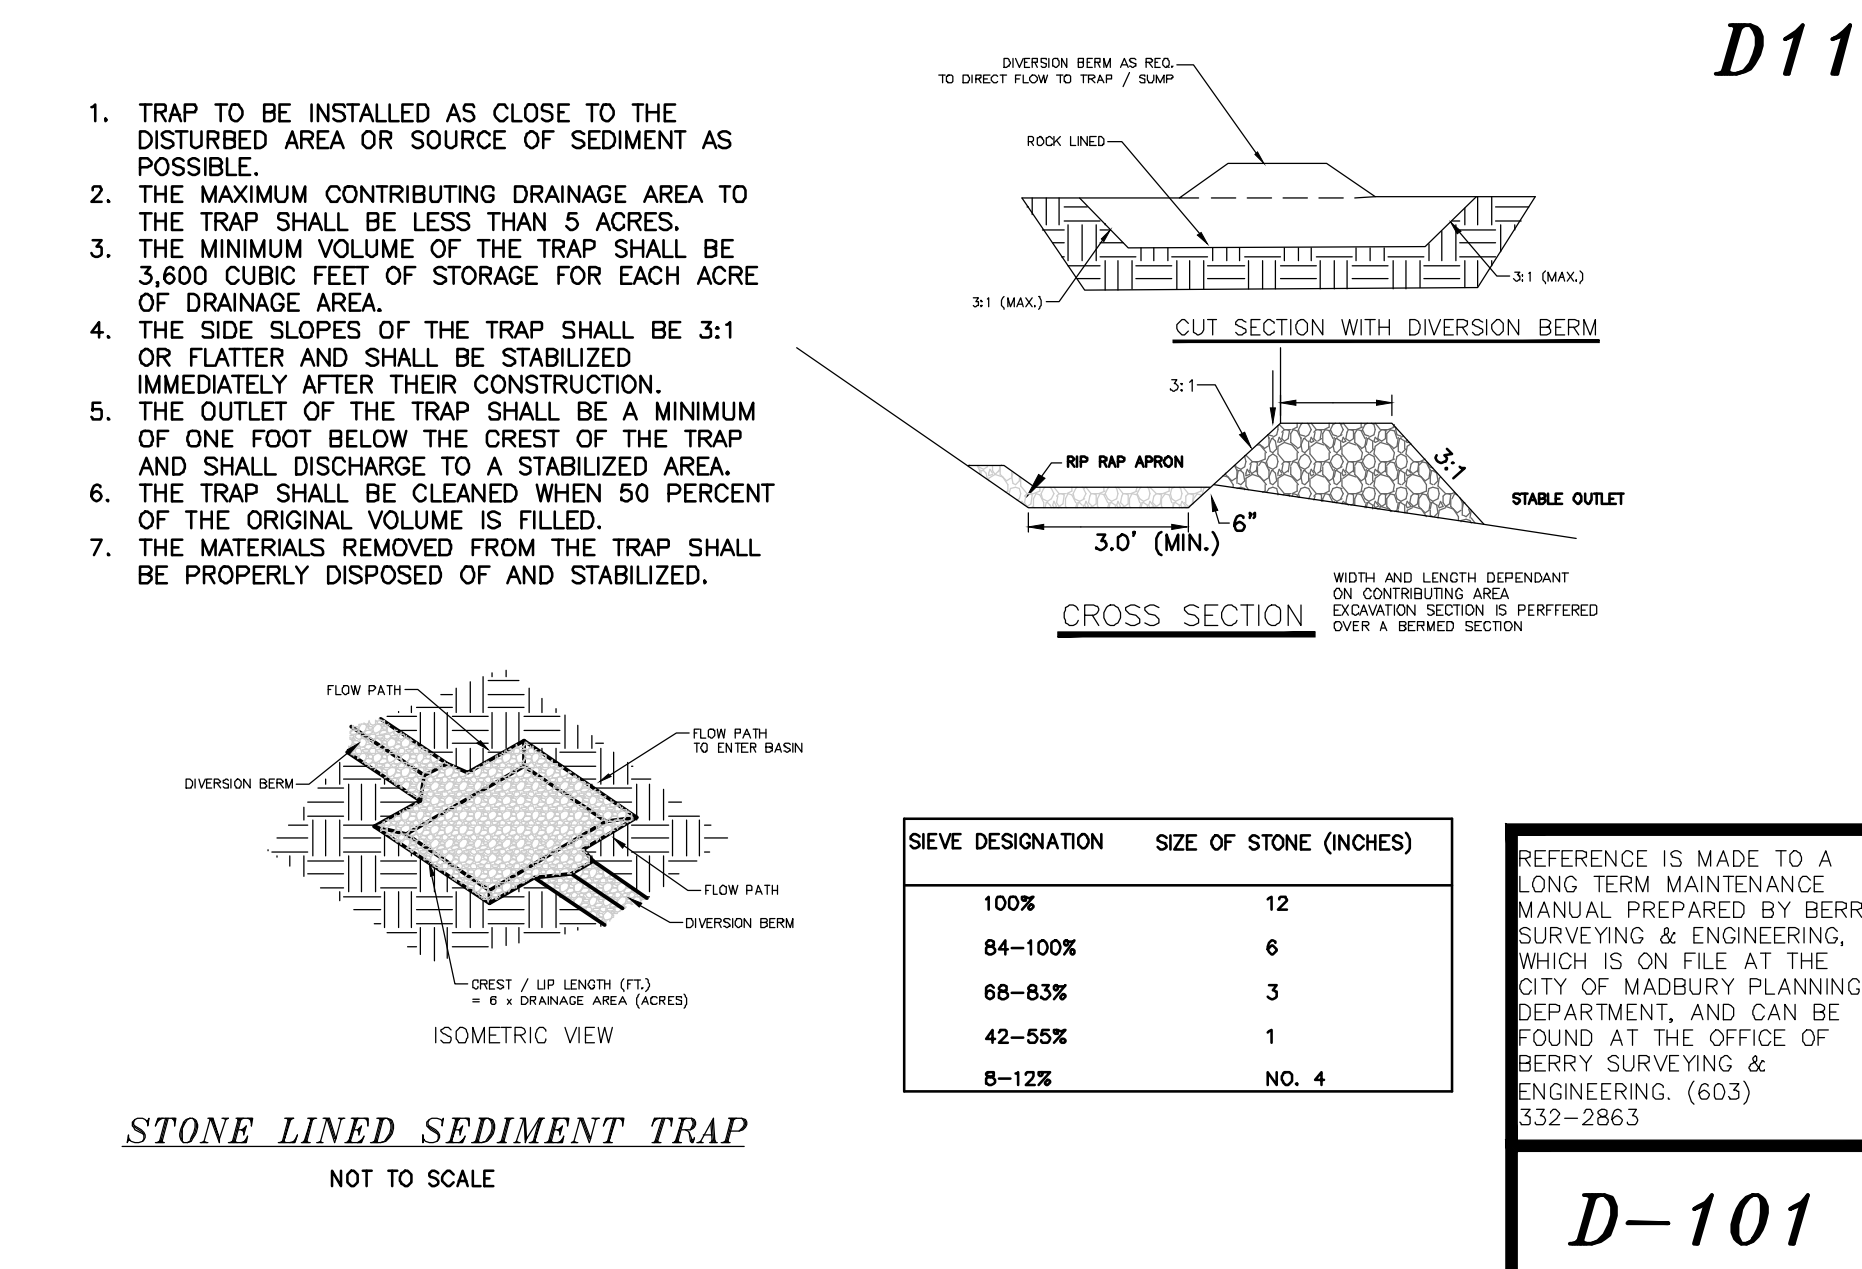 D11
1. TRAP TO BE INSTALLED AS CLOSE TO THE
DISTURBED AREA OR SOURCE OF SEDIMENT AS
POSSIBLE.
2. THE MAXIMUM CONTRIBUTING DRAINAGE AREA TO
THE TRAP SHALL BE LESS THAN 5 ACRES.
3. THE MINIMUM VOLUME OF THE TRAP SHALL BE
3,600 CUBIC FEET OF STORAGE FOR EACH ACRE
OF DRAINAGE AREA.
4. THE SIDE SLOPES OF THE TRAP SHALL BE 3:1
OR FLATTER AND SHALL BE STABILIZED
IMMEDIATELY AFTER THEIR CONSTRUCTION.
5. THE OUTLET OF THE TRAP SHALL BE A MINIMUM
OF ONE FOOT BELOW THE CREST OF THE TRAP
AND SHALL DISCHARGE TO A STABILIZED AREA.
6. THE TRAP SHALL BE CLEANED WHEN 50 PERCENT
OF THE ORIGINAL VOLUME IS FILLED.
7. THE MATERIALS REMOVED FROM THE TRAP SHALL
BE PROPERLY DISPOSED OF AND STABILIZED.
DIVERSION BERM AS REQ.
TO DIRECT FLOW TO TRAP / SUMP
ROCK LINED
3:1 (MAX.)
3:1 (MAX.)
CUT SECTION WITH DIVERSION BERM
3:1
RIP RAP APRON
3:1
STABLE OUTLET
6"
3.0' (MIN.)
CROSS SECTION
WIDTH AND LENGTH DEPENDANT
ON CONTRIBUTING AREA
EXCAVATION SECTION IS PERFFERED
OVER A BERMED SECTION
FLOW PATH
FLOW PATH
TO ENTER BASIN
DIVERSION BERM
FLOW PATH
DIVERSION BERM
CREST / LIP LENGTH (FT.)
= 6 x DRAINAGE AREA (ACRES)
ISOMETRIC VIEW
STONE LINED SEDIMENT TRAP
NOT TO SCALE
SIEVE DESIGNATION SIZE OF STONE (INCHES)
100% 12
84-100% 6
68-83% 3
42-55% 1
8-12% NO. 4
REFERENCE IS MADE TO A
LONG TERM MAINTENANCE
MANUAL PREPARED BY BERR
SURVEYING & ENGINEERING,
WHICH IS ON FILE AT THE
CITY OF MADBURY PLANNING
DEPARTMENT, AND CAN BE
FOUND AT THE OFFICE OF
BERRY SURVEYING &
ENGINEERING. (603)
332-2863
D-101